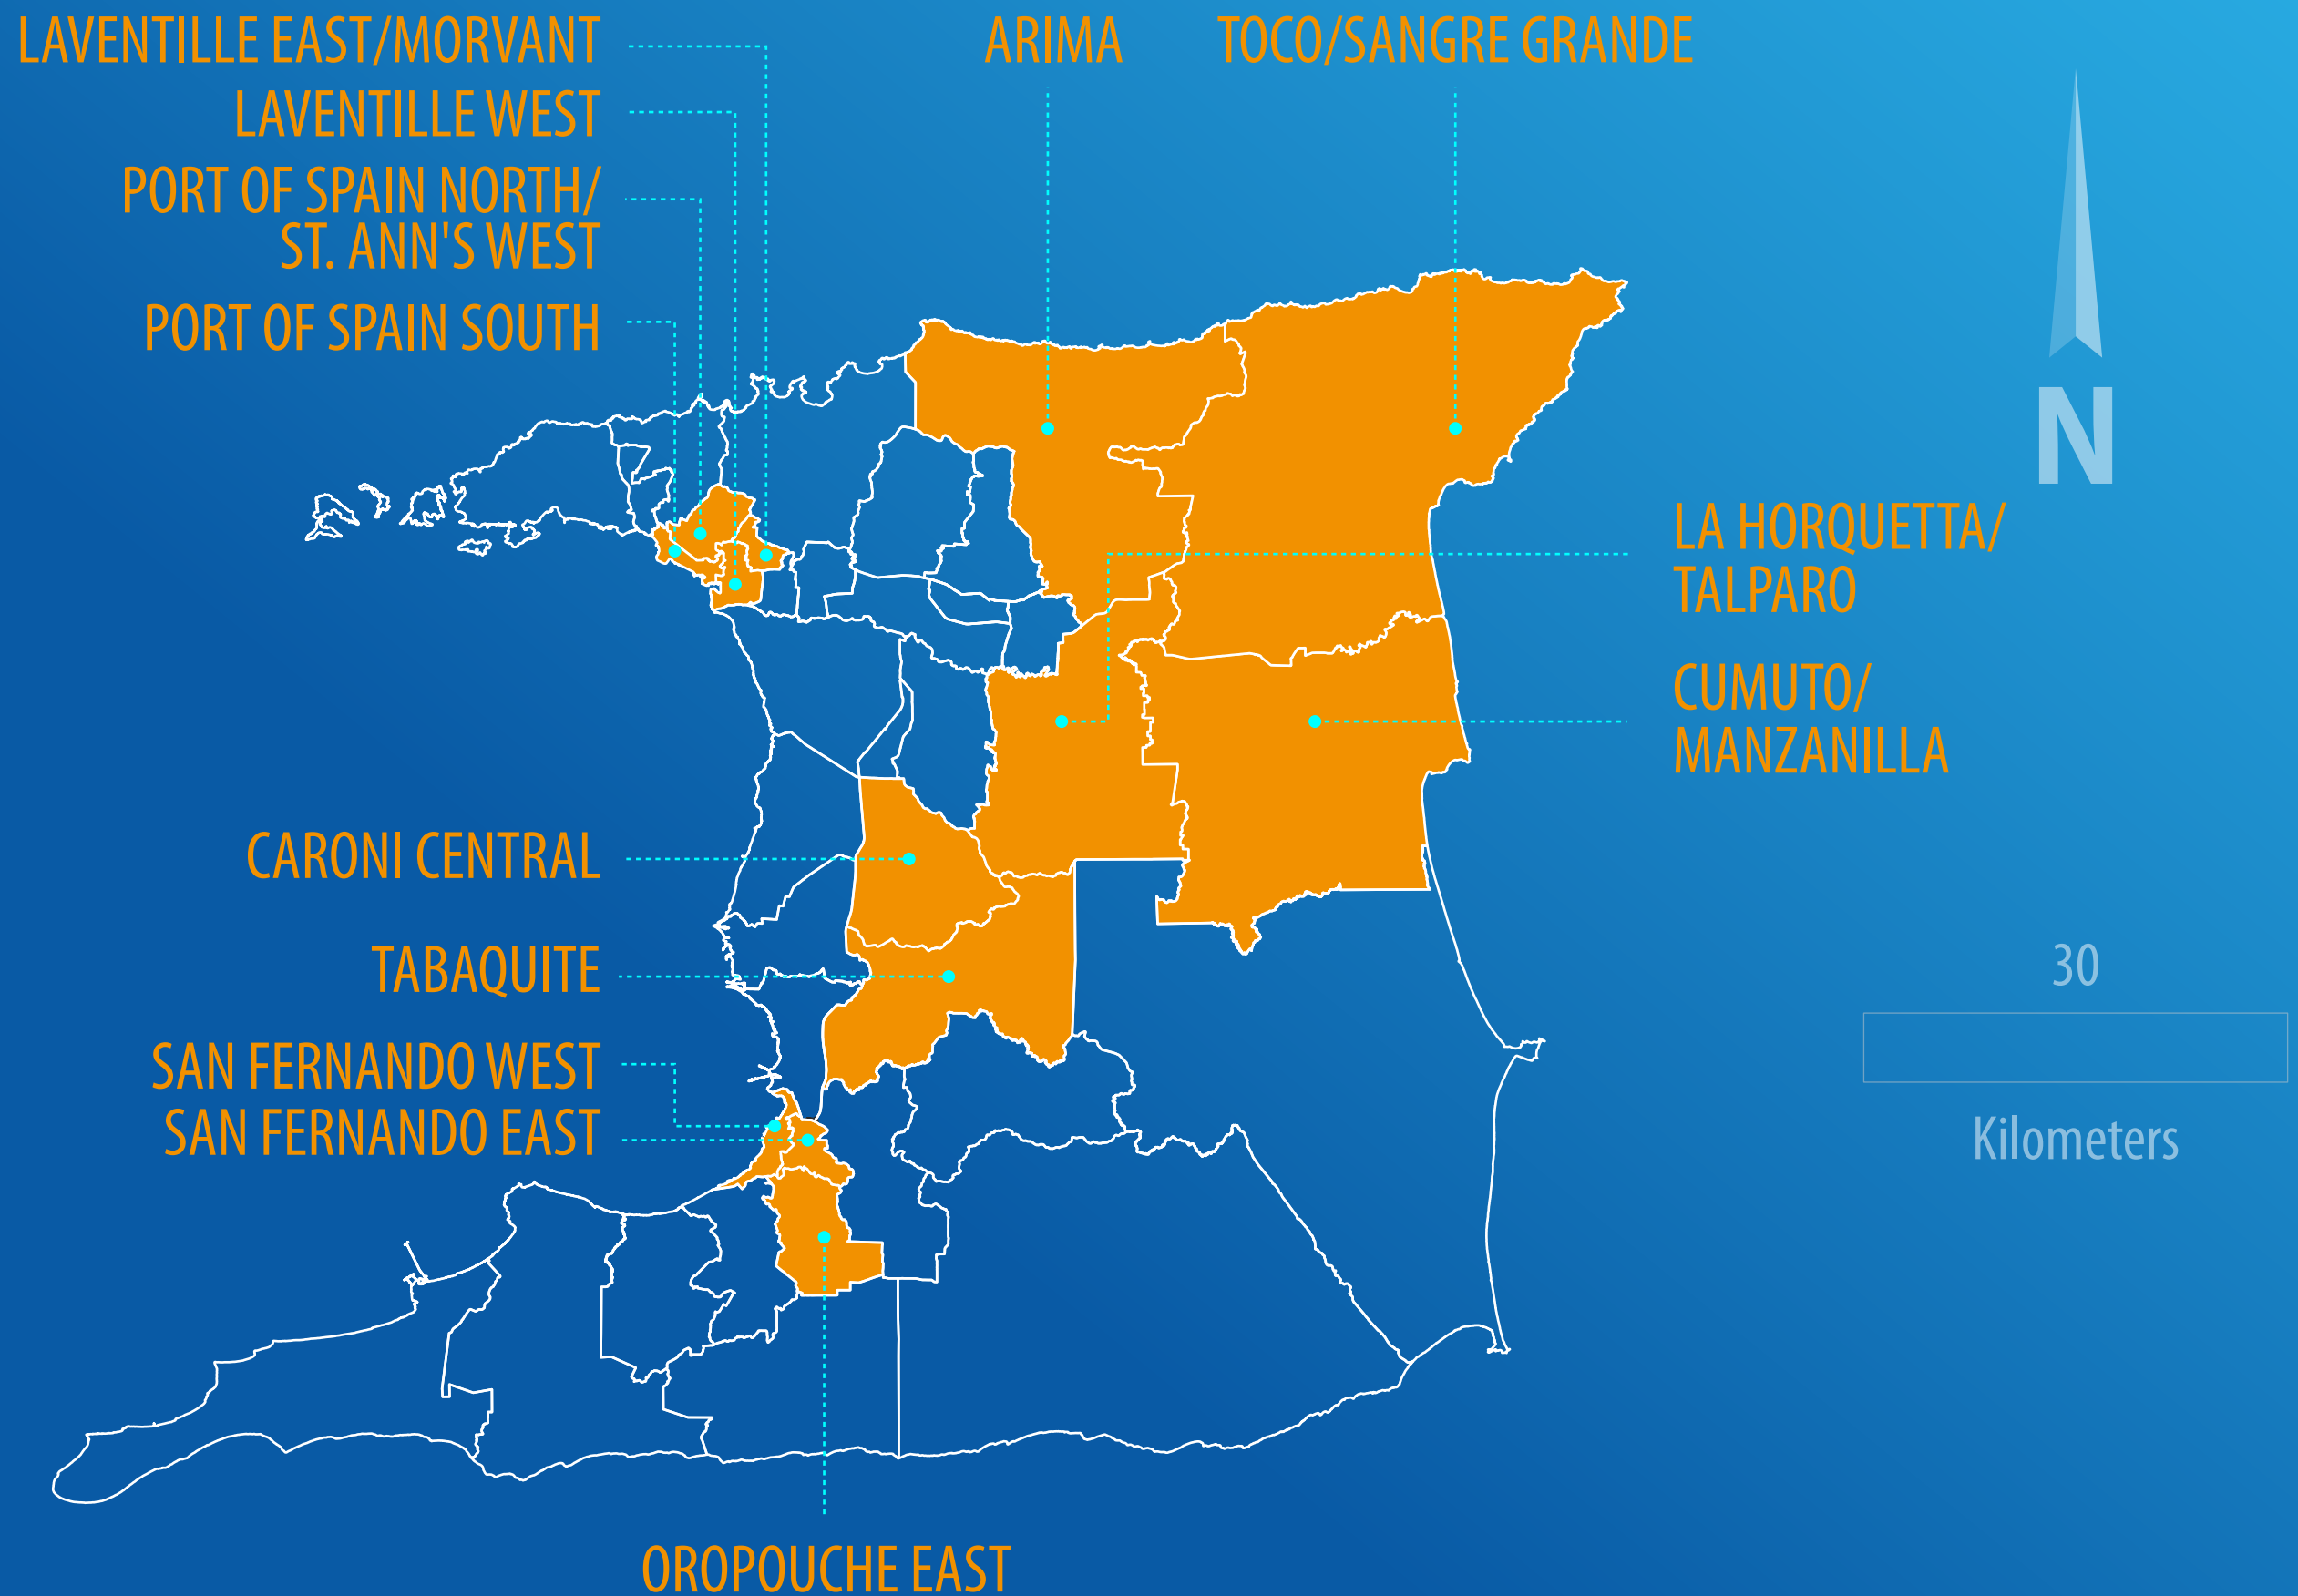 LAVENTILLE EAST/MORVANT
ARIMA
TOCO/SANGRE GRANDE
LAVENTILLE WEST
PORT OF SPAIN NORTH/
ST. ANN'S WEST
PORT OF SPAIN SOUTH
N
LA HORQUETTA/
TALPARO
CUMUTO/
MANZANILLA
CARONI CENTRAL
TABAQUITE
30
Kilometers
SAN FERNANDO WEST
SAN FERNANDO EAST
OROPOUCHE EAST